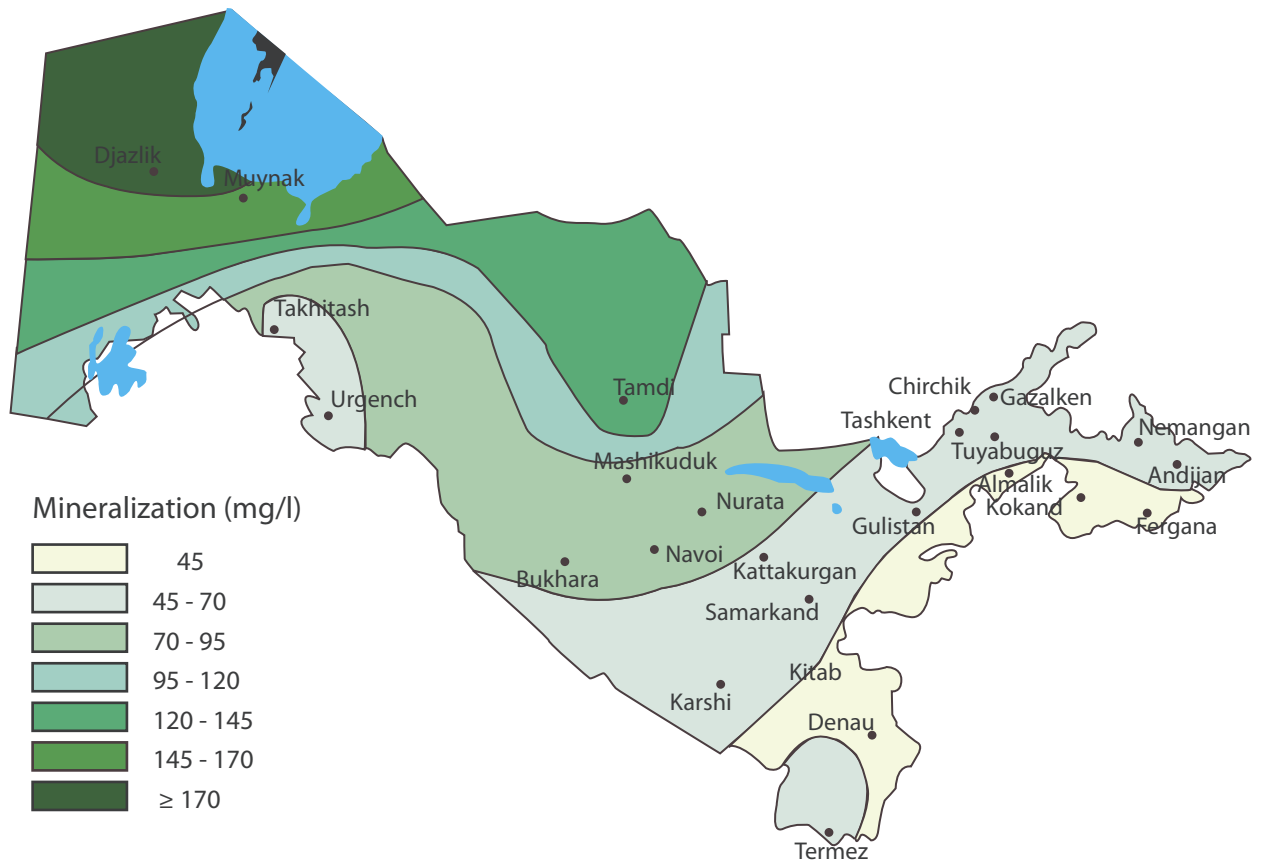 Djazlik
Muynak
Takhitash
Urgench
Tamdi
Chirchik
Gazalken
Tashkent
Nemangan
Tuyabuguz
Mashikuduk
Andijan
Almalik
Nurata
Kokand
Gulistan
Fergana
Navoi
Kattakurgan
Bukhara
Samarkand
Kitab
Karshi
Denau
Termez
Mineralization (mg/l)
45
45 - 70
70 - 95
95 - 120
120 - 145
145 - 170
≥ 170